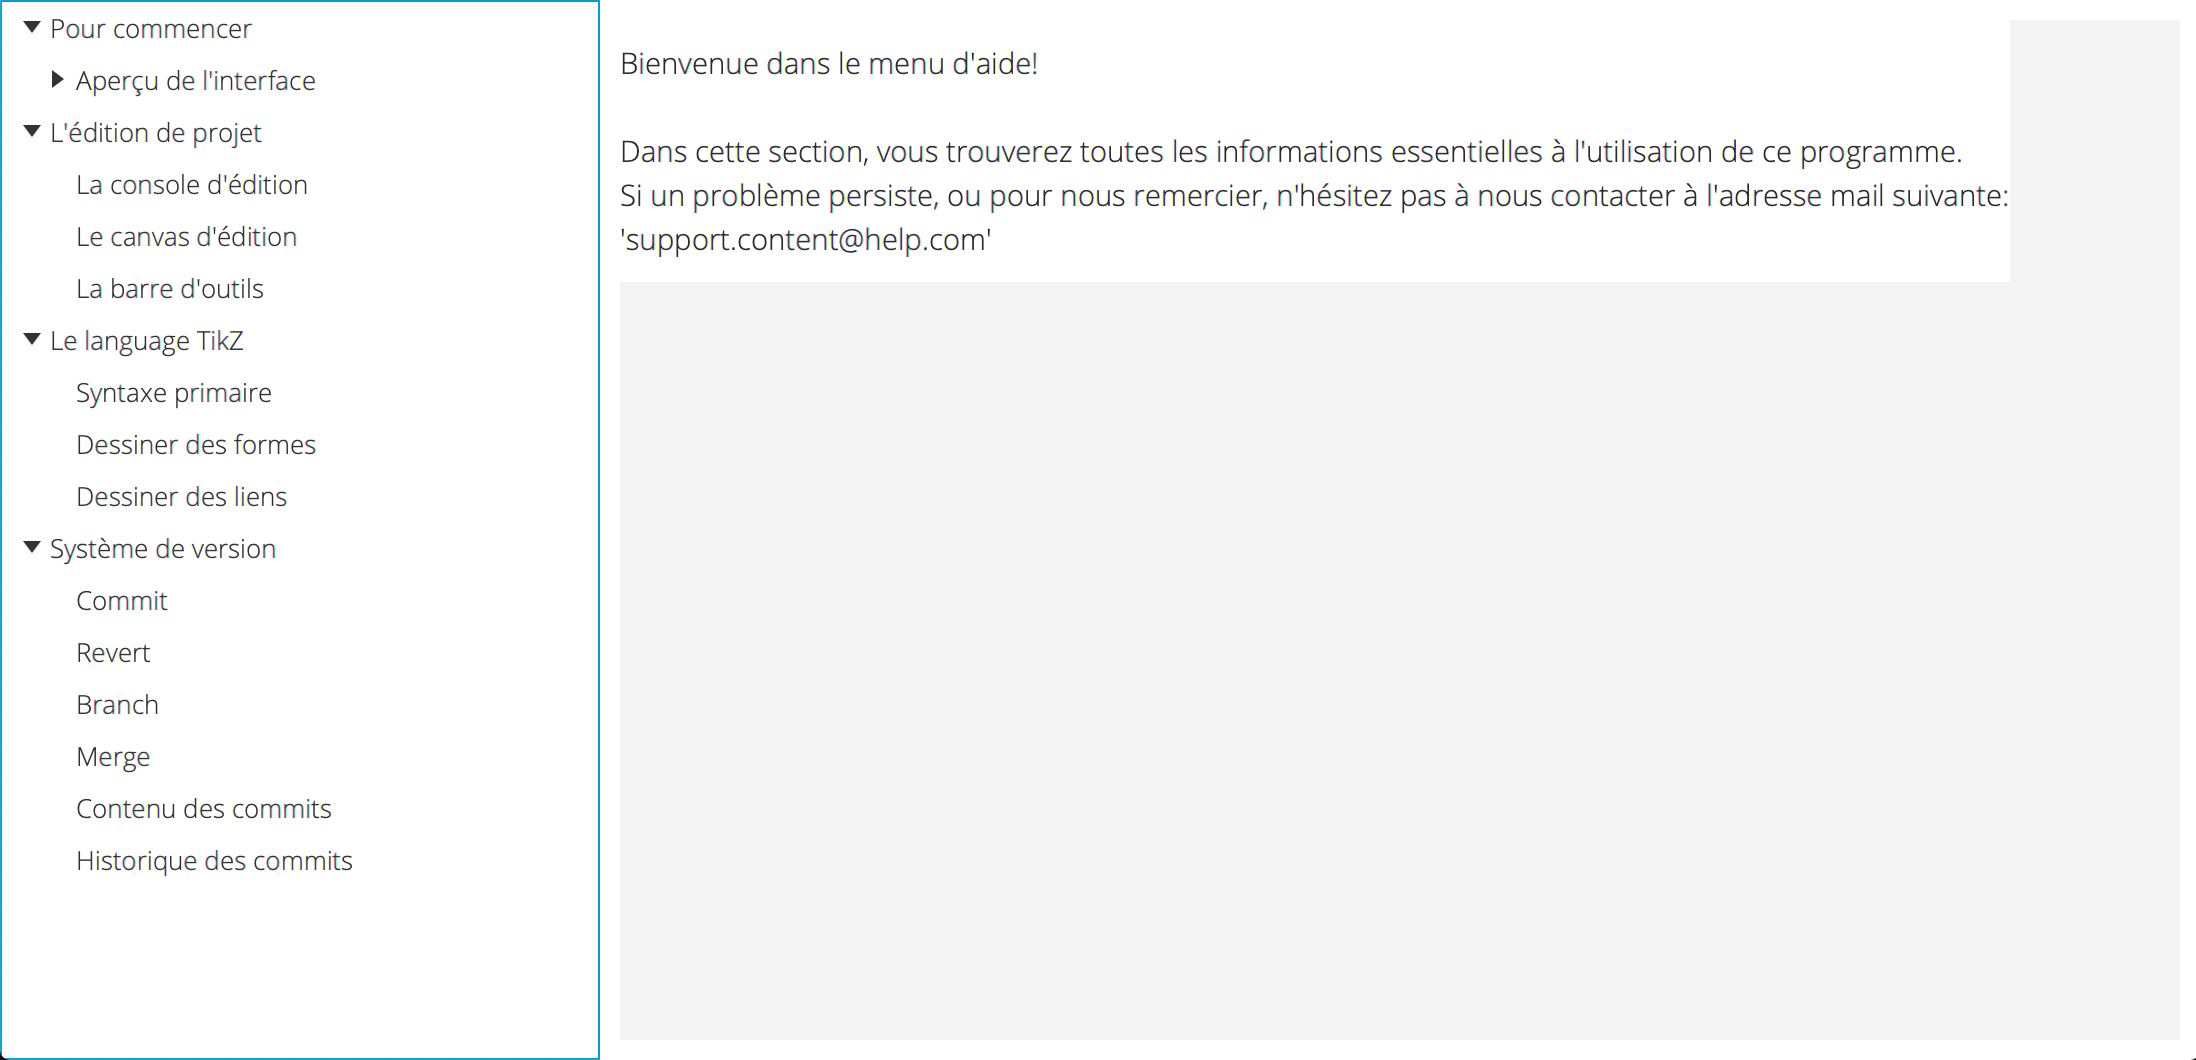 Pour commencer
Aperçu de l'interface
L'édition de projet
La console d'édition
Le canvas d'édition
La barre d'outils
Le language TikZ
Syntaxe primaire
Dessiner des formes
Dessiner des liens
Système de version
Commit
Revert
Branch
Merge
Contenu des commits
Historique des commits
Bienvenue dans le menu d'aide!
Dans cette section, vous trouverez toutes les informations essentielles à l'utilisation de ce programme.
Si un problème persiste, ou pour nous remercier, n'hésitez pas à nous contacter à l'adresse mail suivante:
'support.content@help.com'